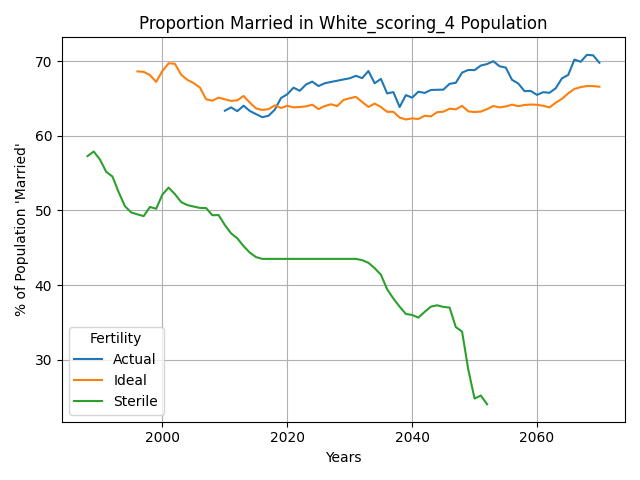 Proportion Married in White_scoring_4 Population
% of Population 'Married'
70
60
50
40
30
Fertility
Actual
Ideal
Sterile
2000 2020 2040 2060
Years